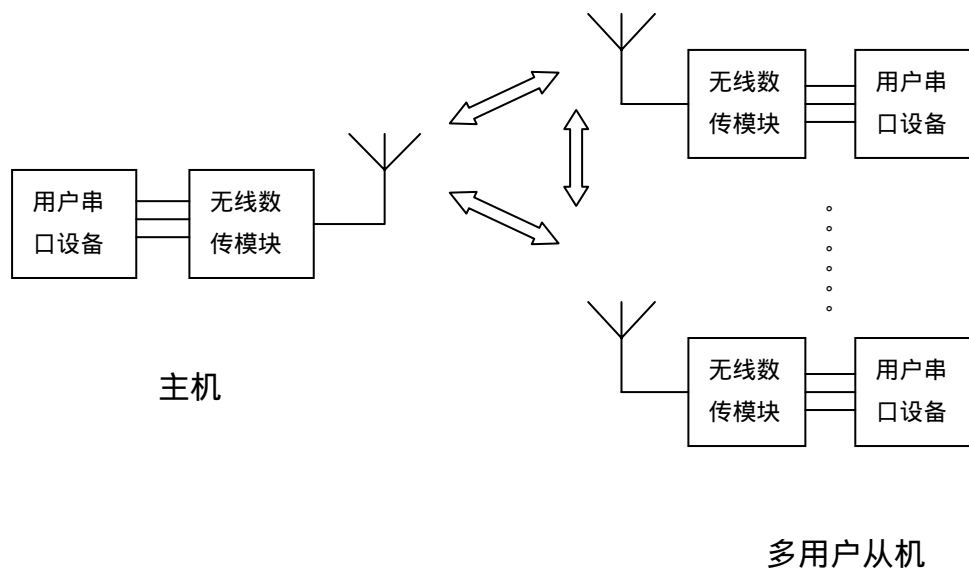 无线数
传模块
用户串
口设备
用户串
口设备
无线数
传模块
。
。
。
。
。
。
无线数
传模块
用户串
口设备
主机
多用户从机